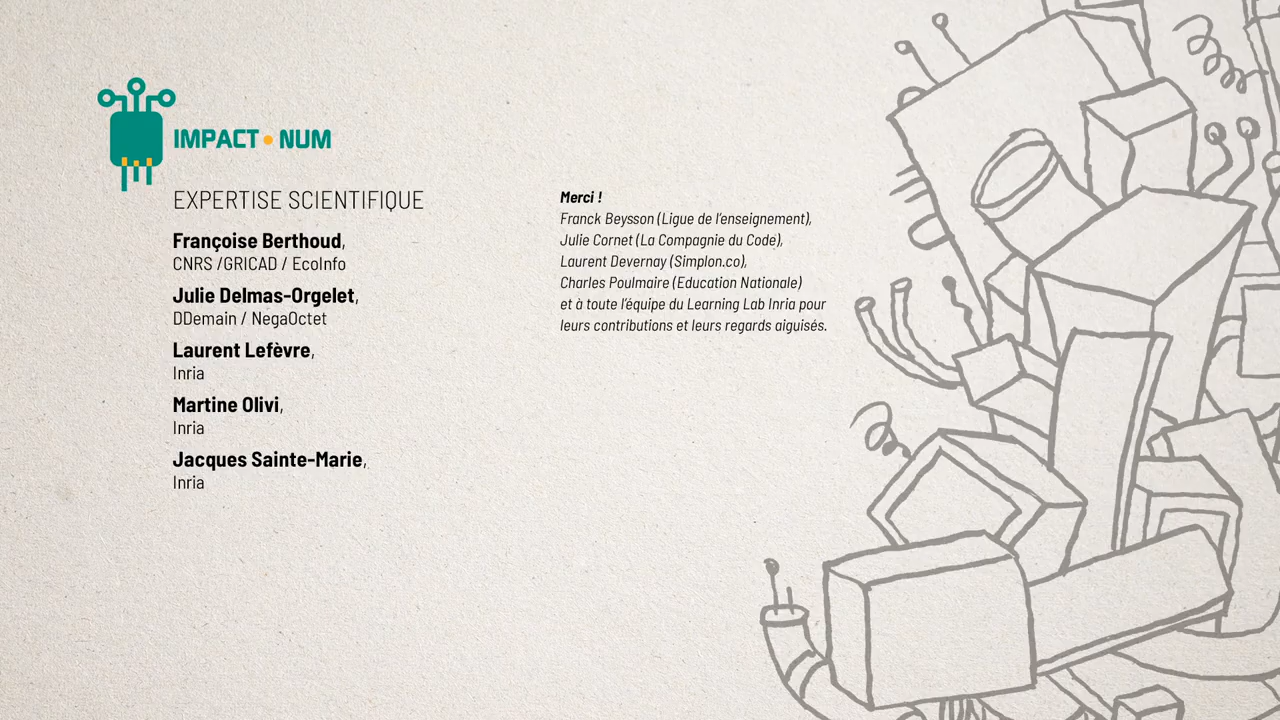 IMPACT • NUM
EXPERTISE SCIENTIFIQUE
Françoise Berthoud,
CNRS /GRICAD / EcoInfo
Julie Delmas-Orgelet,
DDemain / NegaOctet
Laurent Lefèvre,
Inria
Martine Olivi,
Inria
Jacques Sainte-Marie,
Inria
Merci !
Franck Beysson (Ligue de l'enseignement),
Julie Cornet (La Compagnie du Code),
Laurent Devernay (Simplon.co),
Charles Poulmaire (Education Nationale)
et à toute l'équipe du Learning Lab Inria pour
leurs contributions et leurs regards aiguisés.